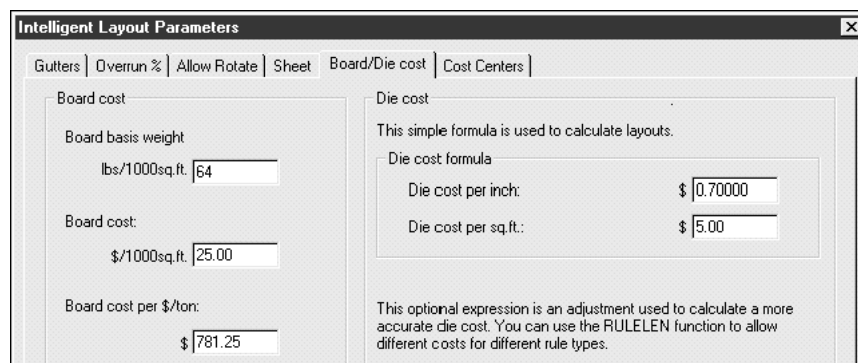 Intelligent Layout Parameters
Gutters Overrun % Allow Rotate Sheet Board/Die cost Cost Centers
Board cost
Board basis weight
lbs/1000sq.ft. 64
Board cost:
$/1000sq.ft. 25.00
Board cost per $/ton:
$ 781.25
Die cost
This simple formula is used to calculate layouts.
Die cost formula
Die cost per inch: $ 0.70000
Die cost per sq.ft.: $ 5.00
This optional expression is an adjustment used to calculate a more
accurate die cost. You can use the RULELEN function to allow
different costs for different rule types.